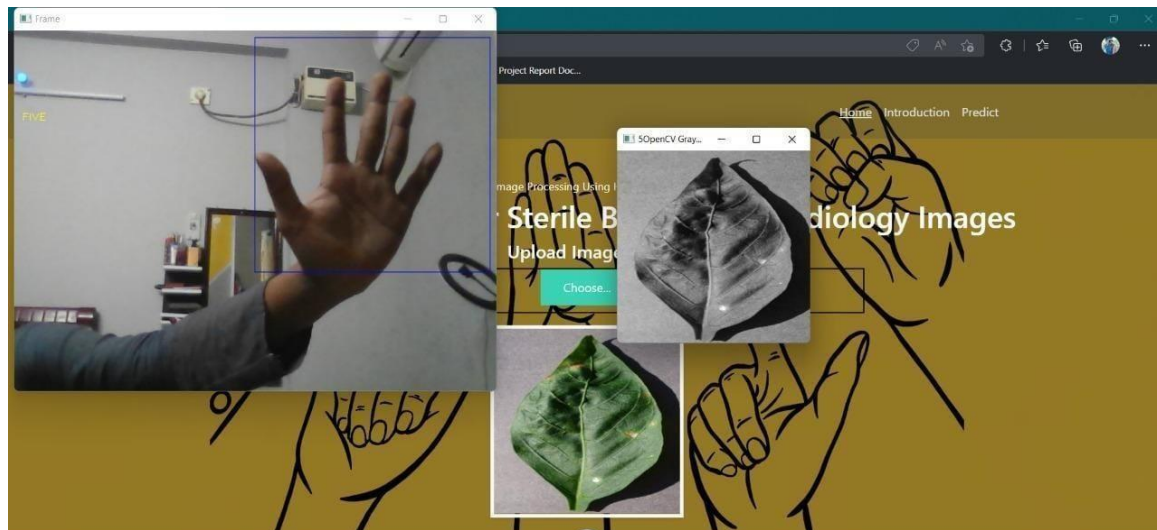 Frame
Project Report Doc...
FIVE
Home Introduction Predict
5OpenCV Gray...
mage Processing Using
Sterile B
diology Images
Upload Image
Choose...